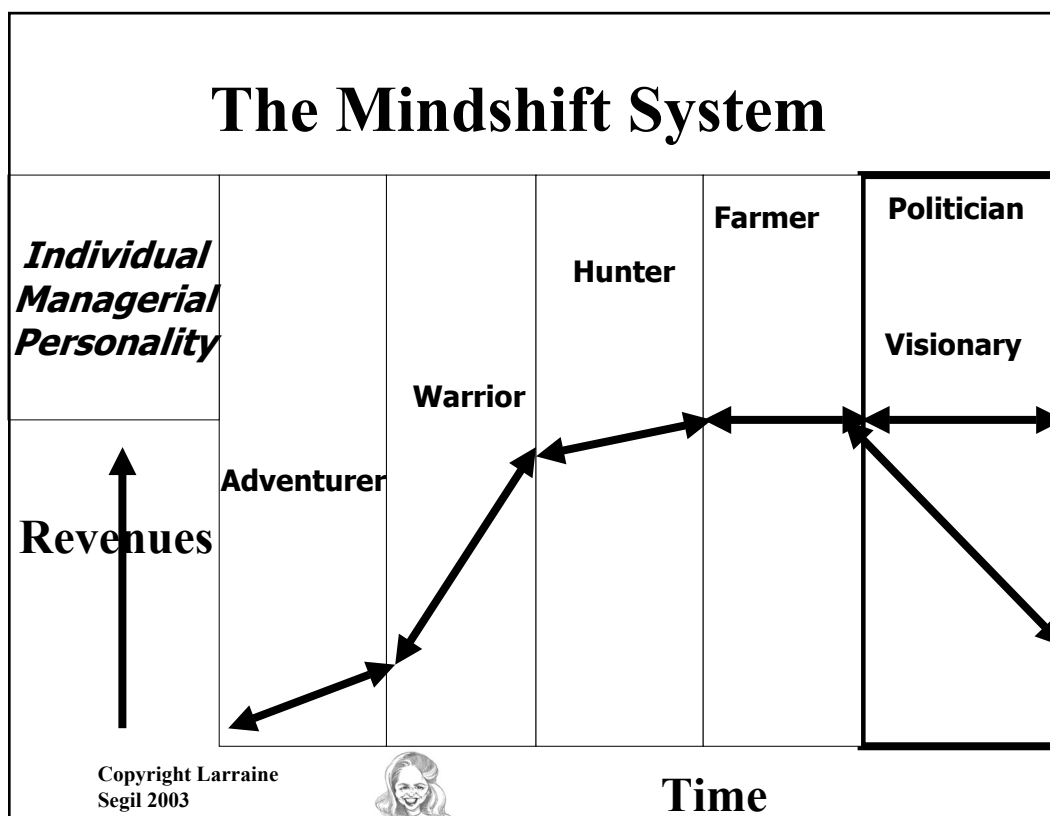 The Mindshift System
Individual
Managerial
Personality
Adventurer
Warrior
Hunter
Farmer
Politician
Visionary
Revenues
Copyright Larraine
Segil 2003
Time